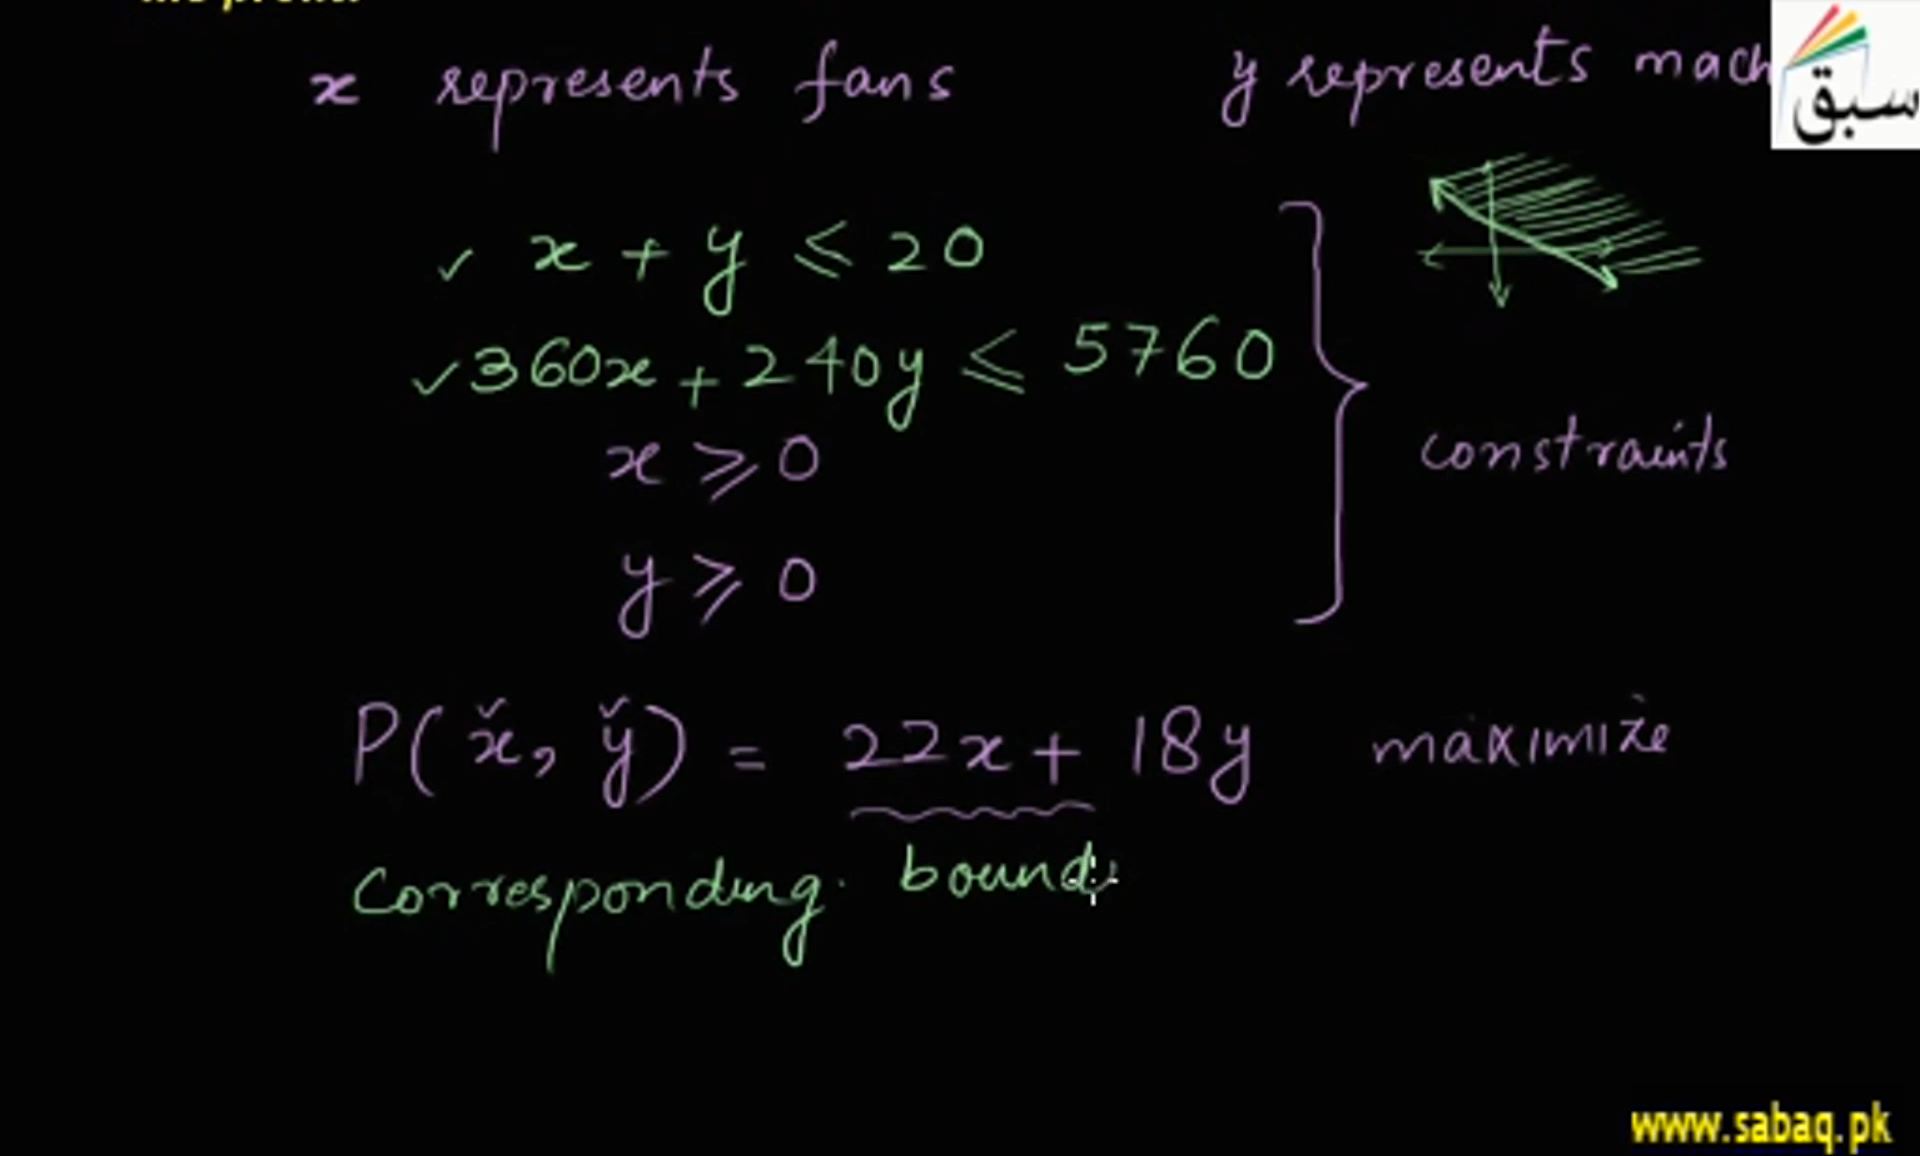 x represents fans y represents mach
سبق
✓ x + y ⩽ 20
✓ 360x + 240y ⩽ 5760
x ⩾ 0
y ⩾ 0
constraints
P(x̌, y̌) = 22x + 18y maximize
Corresponding bound
www.sabaq.pk